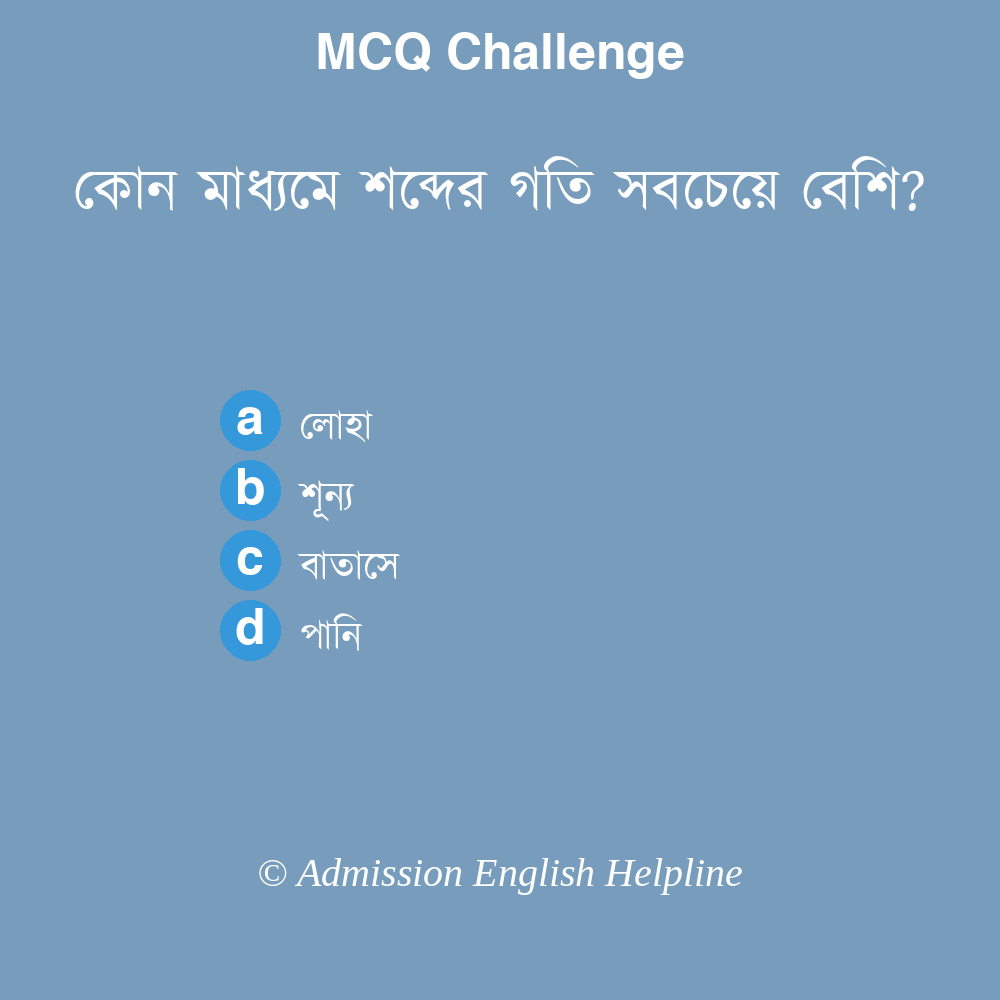 MCQ Challenge
কোন মাধ্যমে শব্দের গতি সবচেয়ে বেশি?
a লোহা
b শূন্য
c বাতাসে
d পানি
© Admission English Helpline